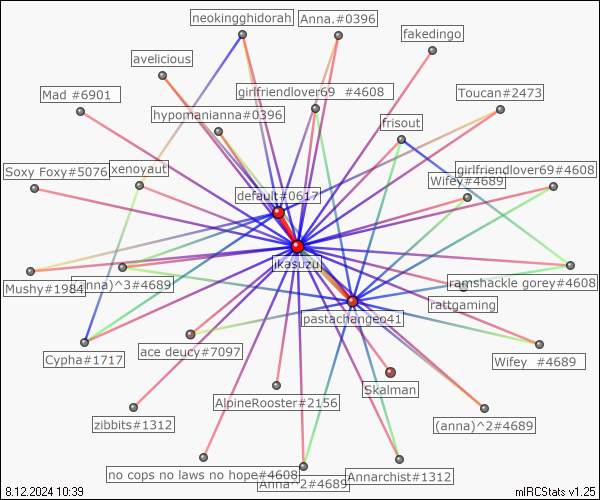 neokingghidorah
Anna.#0396
fakedingo
avelicious
Mad #6901
girlfriendlover69 #4608
Toucan#2473
hypomanianna#0396
frisout
Soxy Foxy#5076
xenoyaut
girlfriendlover69#4608
Wifey#4689
default#0617
jkasuzu
Mushy#1984
nna)^3#4689
ramshackle gorey#4608
rattgaming
pastachangeo41
Cypha#1717
ace deucy#7097
Wifey #4689
Skalman
AlpineRooster#2156
zibbits#1312
(anna)^2#4689
no cops no laws no hope#4608
Anna^2#4689
Annarchist#1312
8.12.2024 10:39
mIRCStats v1.25